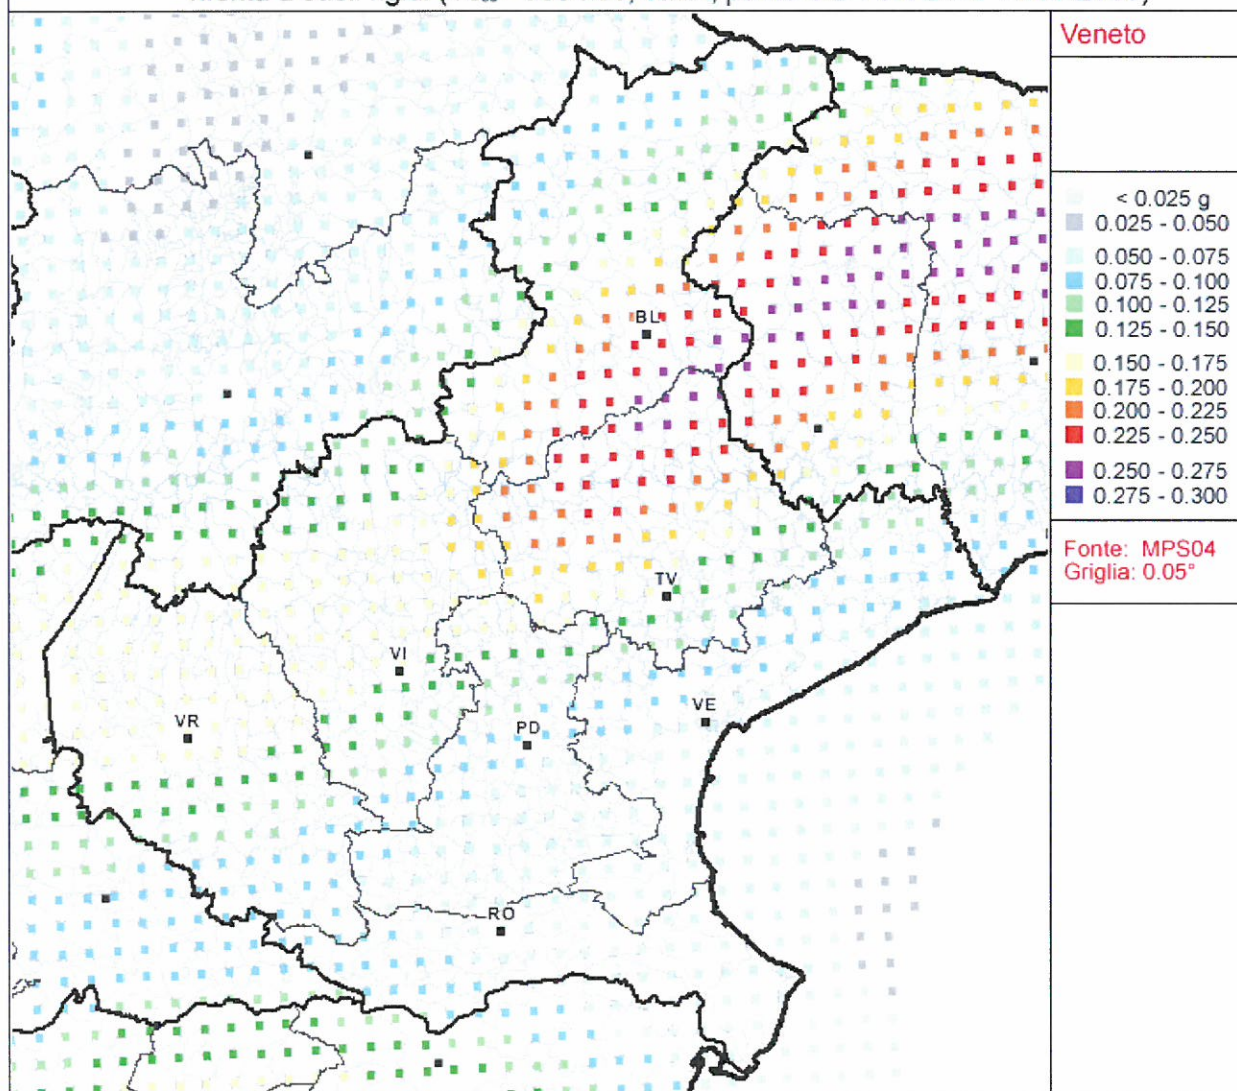 Veneto
< 0.025 g
0.025 - 0.050
0.050 - 0.075
0.075 - 0.100
0.100 - 0.125
0.125 - 0.150
0.150 - 0.175
0.175 - 0.200
0.200 - 0.225
0.225 - 0.250
0.250 - 0.275
0.275 - 0.300
Fonte: MPS04
Griglia: 0.05°
BL
TV
VI
VR
PD
VE
RO